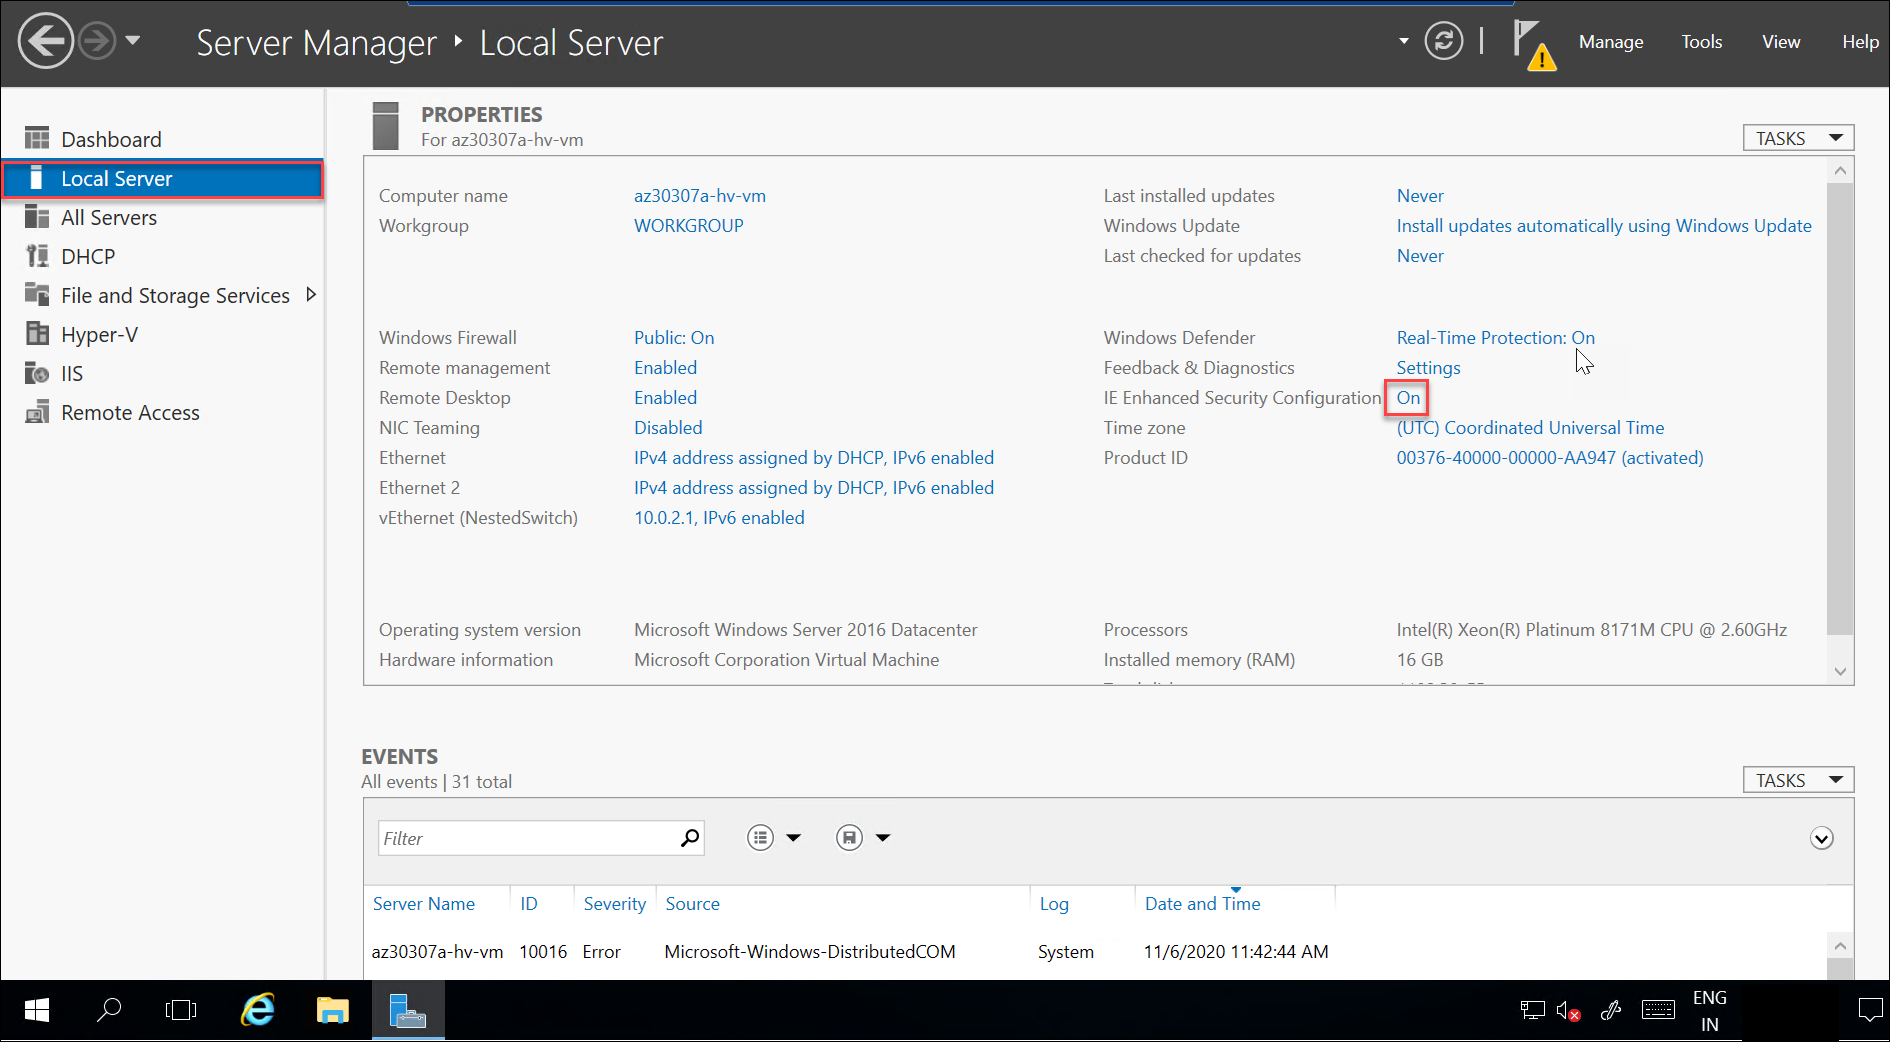 Server Manager ‣ Local Server
Manage
Tools
View
Help
Dashboard
Local Server
All Servers
DHCP
File and Storage Services
Hyper-V
IIS
Remote Access
PROPERTIES
For az30307a-hv-vm
TASKS
Computer name az30307a-hv-vm
Workgroup WORKGROUP
Last installed updates Never
Windows Update Install updates automatically using Windows Update
Last checked for updates Never
Windows Firewall Public: On
Remote management Enabled
Remote Desktop Enabled
NIC Teaming Disabled
Ethernet IPv4 address assigned by DHCP, IPv6 enabled
Ethernet 2 IPv4 address assigned by DHCP, IPv6 enabled
vEthernet (NestedSwitch) 10.0.2.1, IPv6 enabled
Windows Defender Real-Time Protection: On
Feedback & Diagnostics Settings
IE Enhanced Security Configuration On
Time zone (UTC) Coordinated Universal Time
Product ID 00376-40000-00000-AA947 (activated)
Operating system version Microsoft Windows Server 2016 Datacenter
Hardware information Microsoft Corporation Virtual Machine
Processors Intel(R) Xeon(R) Platinum 8171M CPU @ 2.60GHz
Installed memory (RAM) 16 GB
EVENTS
All events | 31 total
TASKS
Filter
Server Name ID Severity Source Log Date and Time
az30307a-hv-vm 10016 Error Microsoft-Windows-DistributedCOM System 11/6/2020 11:42:44 AM
ENG
IN